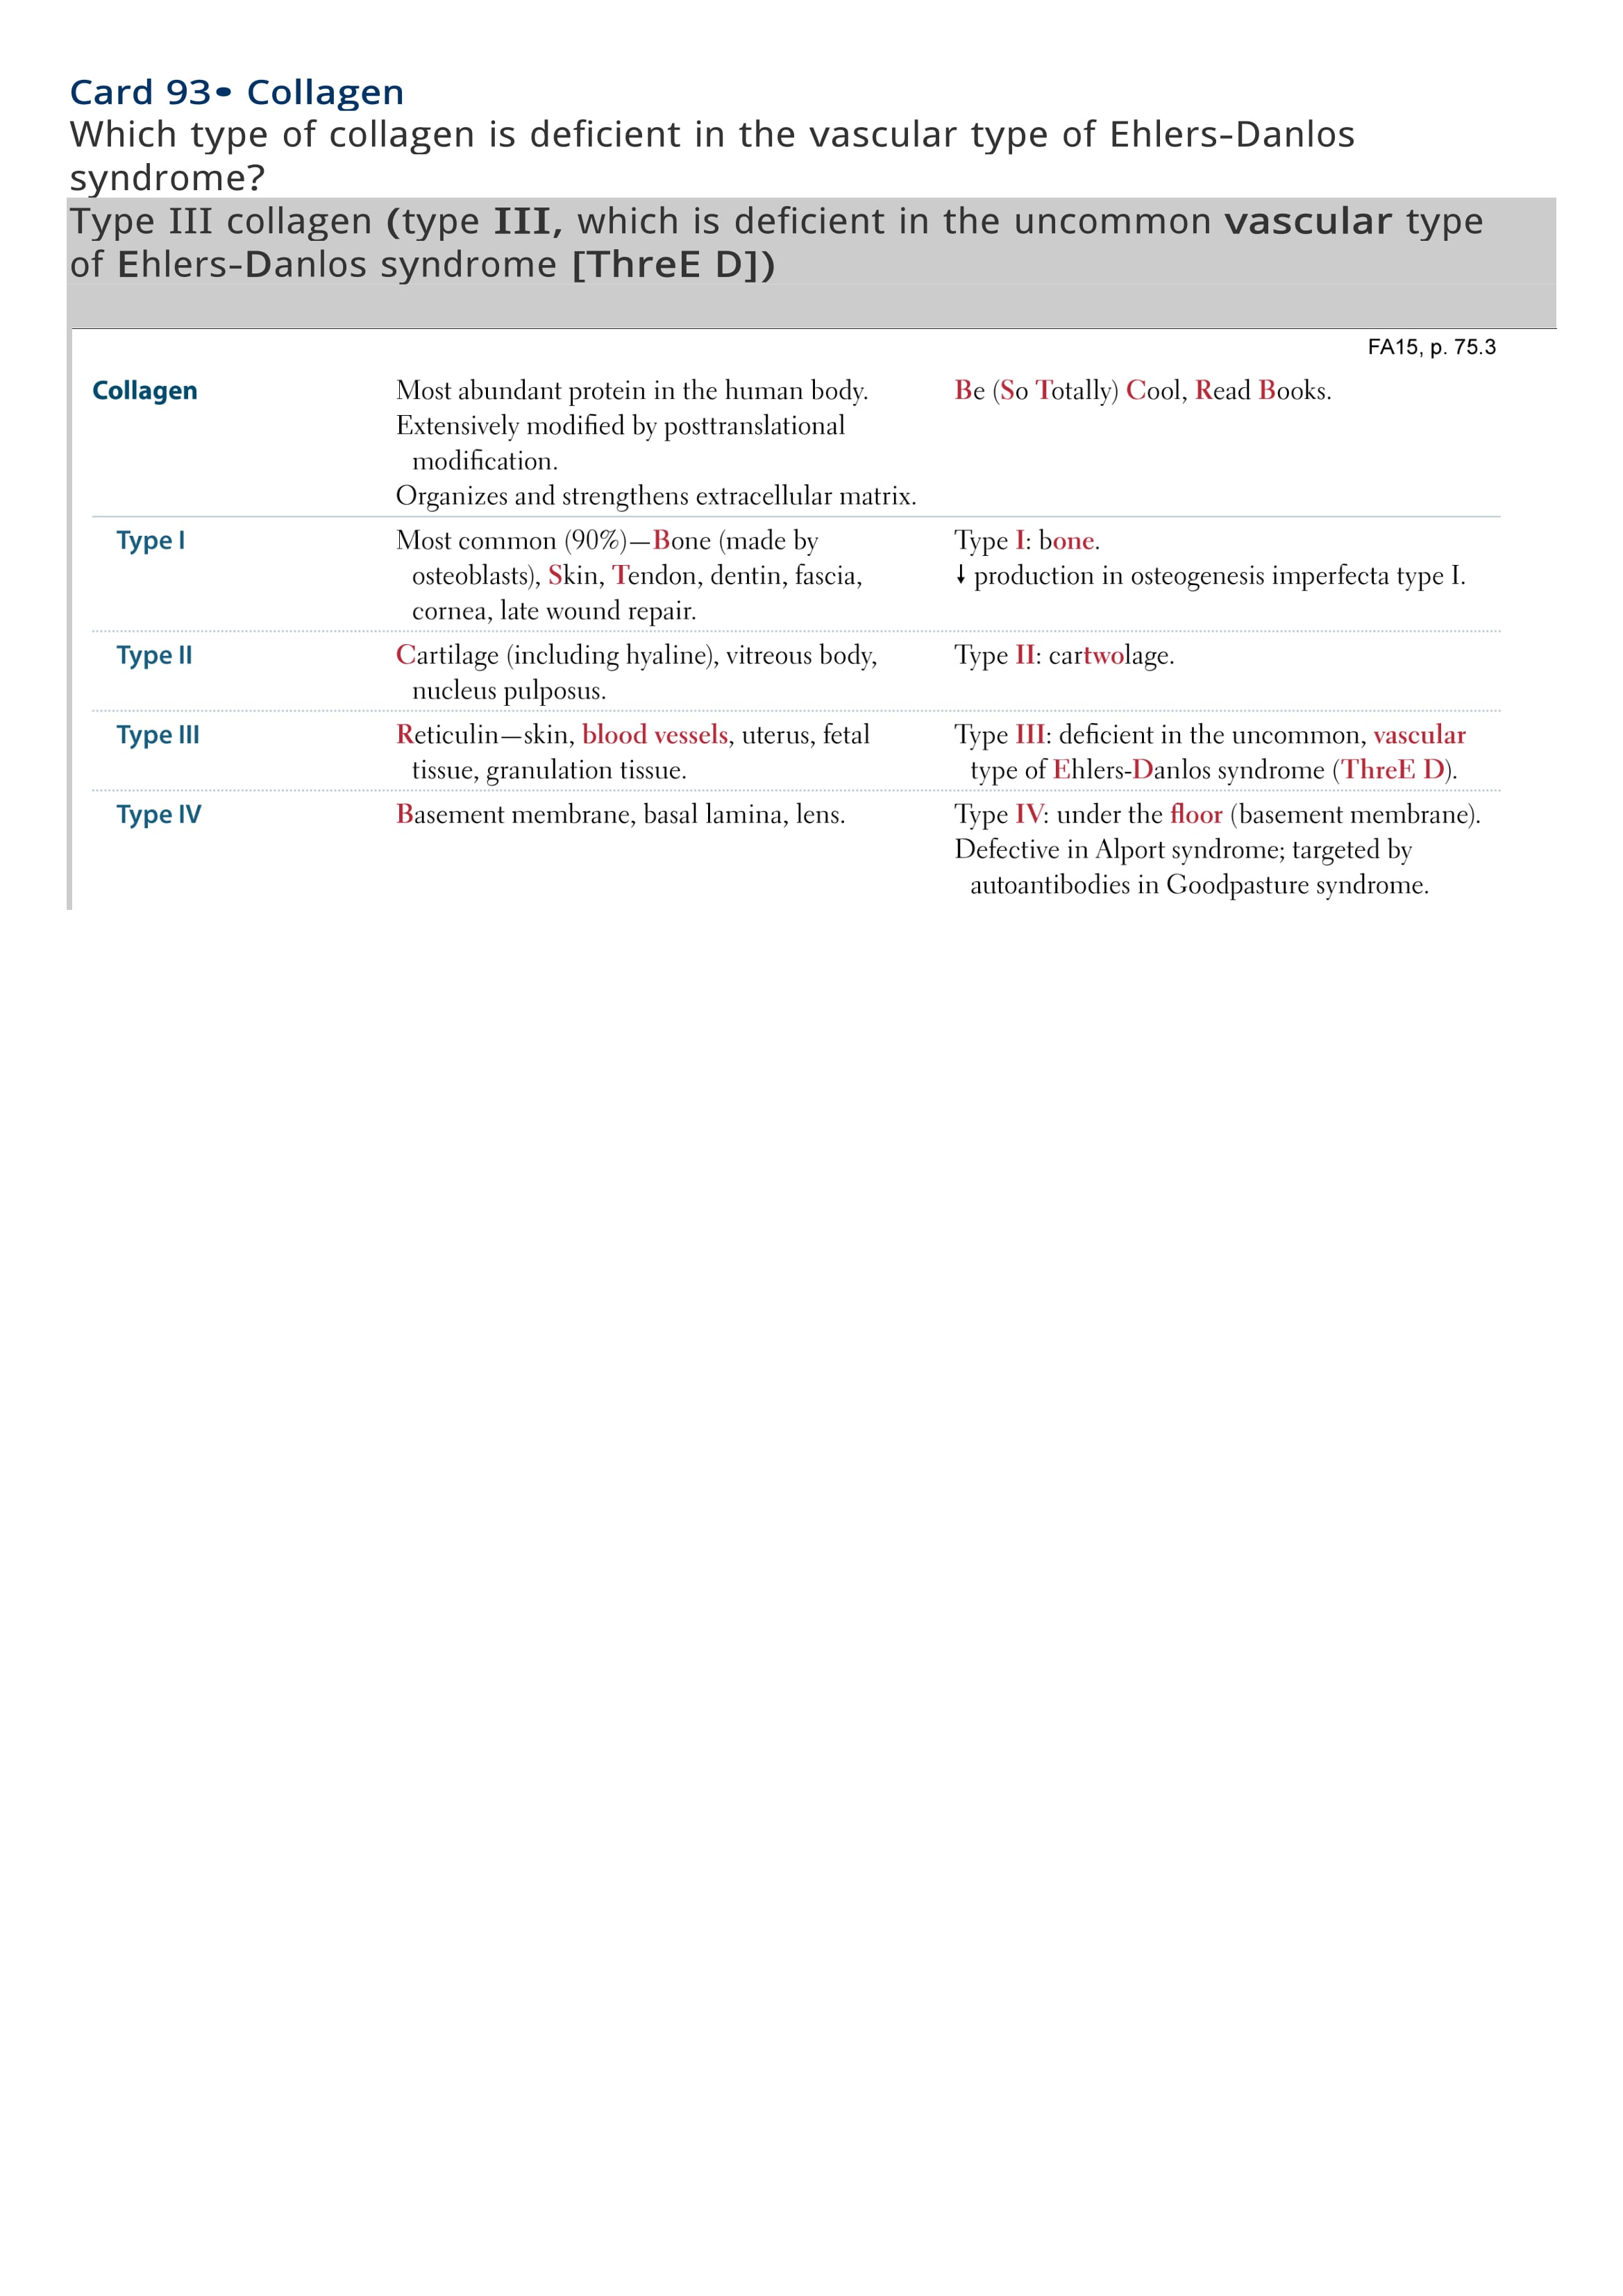 Card 93• Collagen
Which type of collagen is deficient in the vascular type of Ehlers-Danlos
syndrome?
Type III collagen (type III, which is deficient in the uncommon vascular type
of Ehlers-Danlos syndrome [ThreE D])
FA15, p. 75.3
Collagen Most abundant protein in the human body. Be (So Totally) Cool, Read Books.
Extensively modified by posttranslational
modification.
Organizes and strengthens extracellular matrix.
Type I Most common (90%)—Bone (made by Type I: bone.
osteoblasts), Skin, Tendon, dentin, fascia, ↓ production in osteogenesis imperfecta type I.
cornea, late wound repair.
Type II Cartilage (including hyaline), vitreous body, Type II: cartwolage.
nucleus pulposus.
Type III Reticulin—skin, blood vessels, uterus, fetal Type III: deficient in the uncommon, vascular
tissue, granulation tissue. type of Ehlers-Danlos syndrome (ThreE D).
Type IV Basement membrane, basal lamina, lens. Type IV: under the floor (basement membrane).
Defective in Alport syndrome; targeted by
autoantibodies in Goodpasture syndrome.